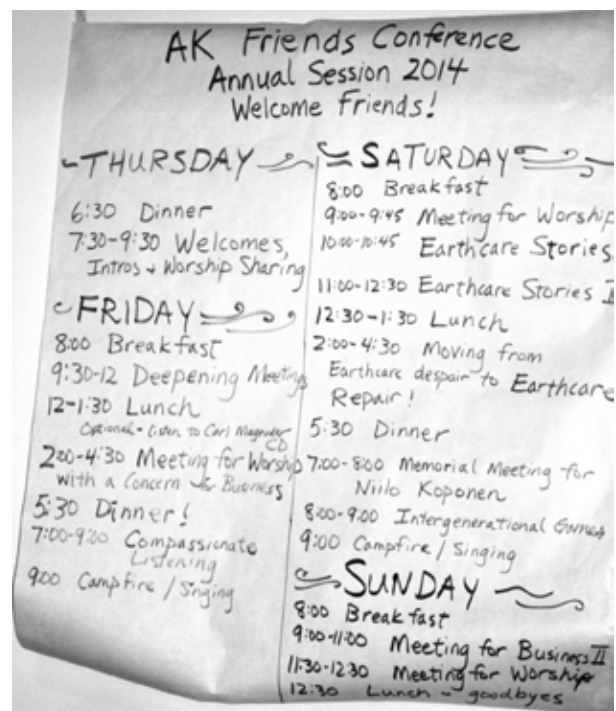 AK Friends Conference
Annual Session 2014
Welcome Friends!
THURSDAY
6:30 Dinner
7:30-9:30 Welcomes,
Intros + Worship Sharing
FRIDAY
8:00 Breakfast
9:30-12 Deepening Meetings
12-1:30 Lunch
Optional - Listen to Carl Magruder
CD
2:00-4:30 Meeting for Worship
with a Concern for Business
5:30 Dinner!
7:00-9:00 Compassionate
Listening
9:00 Campfire / Singing
SATURDAY
8:00 Breakfast
9:00-9:45 Meeting for Worship
10:00-10:45 Earthcare Stories
11:00-12:30 Earthcare Stories II
12:30-1:30 Lunch
2:00-4:30 Moving from
Earthcare despair to Earthcare
Repair!
5:30 Dinner
7:00-8:00 Memorial Meeting for
Niilo Koponen
8:00-9:00 Intergenerational Games
9:00 Campfire / Singing
SUNDAY
8:00 Breakfast
9:00-11:00 Meeting for Business II
11:30-12:30 Meeting for Worship
12:30 Lunch - goodbyes